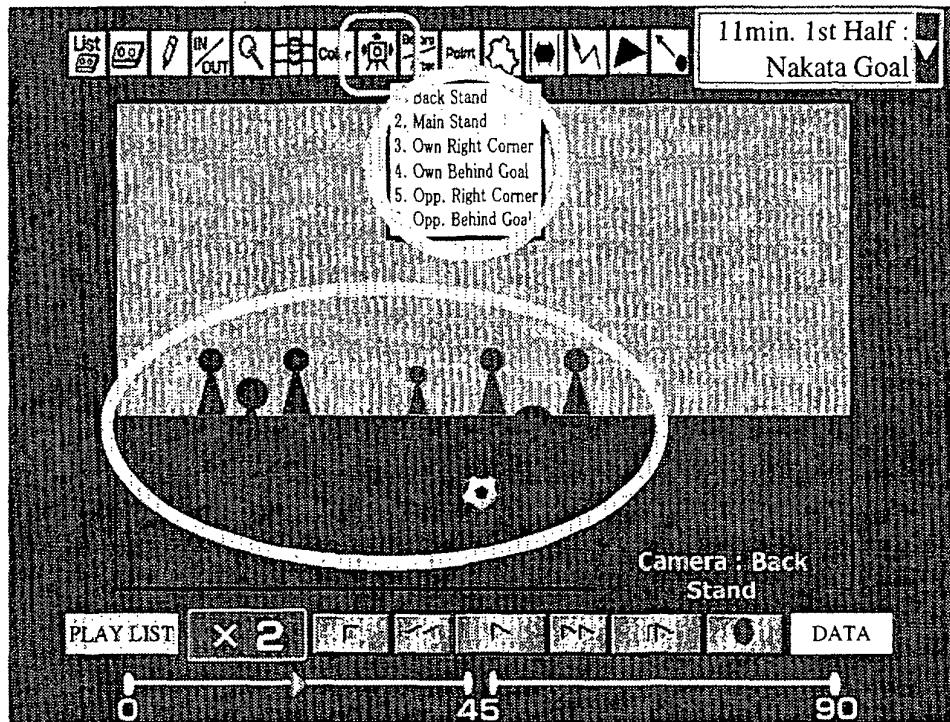 List
IN/
OUT
Point
11min. 1st Half :
Nakata Goal
Back Stand
2, Main Stand
3. Own Right Corner
4. Own Behind Goal
5. Opp. Right Corner
Opp. Behind Goal
Camera : Back
Stand
PLAY LIST
× 2
DATA
0
45
90